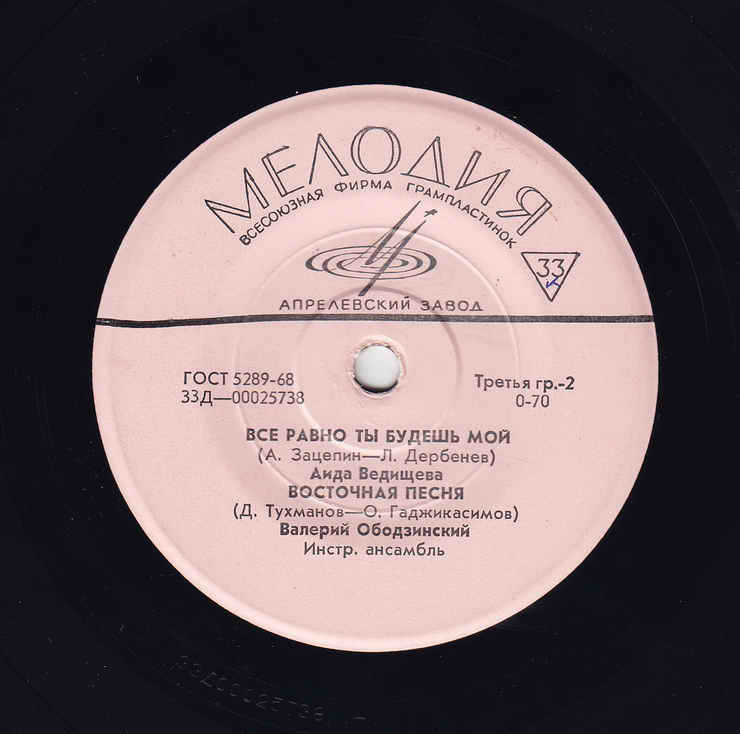 МЕЛОДИЯ
ВСЕСОЮЗНАЯ ФИРМА ГРАМПЛАСТИНОК
33
АПРЕЛЕВСКИЙ ЗАВОД
ГОСТ 5289-68
33Д—00025738
Третья гр.-2
0-70
ВСЕ РАВНО ТЫ БУДЕШЬ МОЙ
(А. Зацепин—Л. Дербенев)
Аида Ведищева
ВОСТОЧНАЯ ПЕСНЯ
(Д. Тухманов—О. Гаджикасимов)
Валерий Ободзинский
Инстр. ансамбль